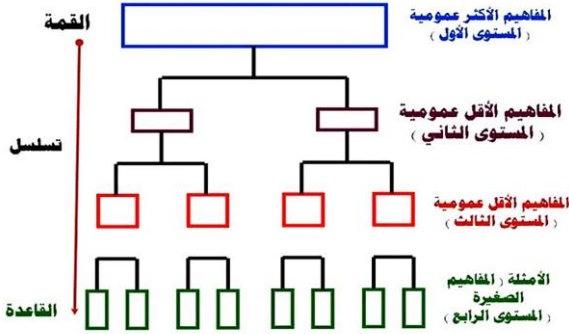 القمة
المفاهيم الأكثر عمومية
( المستوى الأول )
المفاهيم الأقل عمومية
( المستوى الثاني )
تسلسل
المفاهيم الأقل عمومية
( المستوى الثالث )
الأمثلة ( المفاهيم
الصغيرة
( المستوى الرابع )
القاعدة